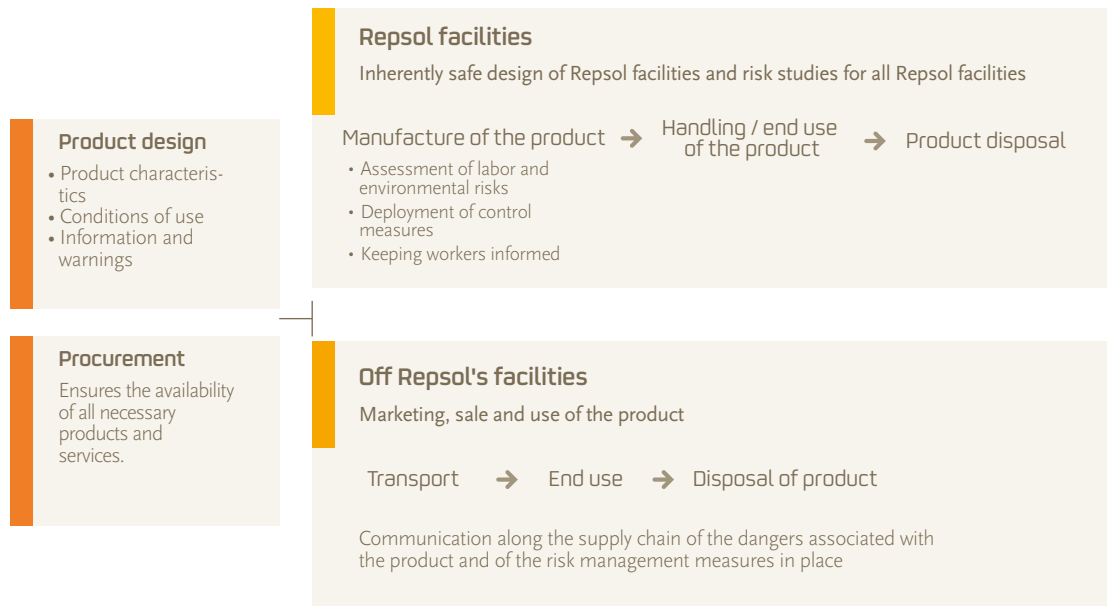 Product design
• Product characteris-
tics
• Conditions of use
• Information and
warnings
Procurement
Ensures the availability
of all necessary
products and
services.
Repsol facilities
Inherently safe design of Repsol facilities and risk studies for all Repsol facilities
Manufacture of the product → Handling / end use
of the product → Product disposal
• Assessment of labor and
environmental risks
• Deployment of control
measures
• Keeping workers informed
Off Repsol's facilities
Marketing, sale and use of the product
Transport → End use → Disposal of product
Communication along the supply chain of the dangers associated with
the product and of the risk management measures in place